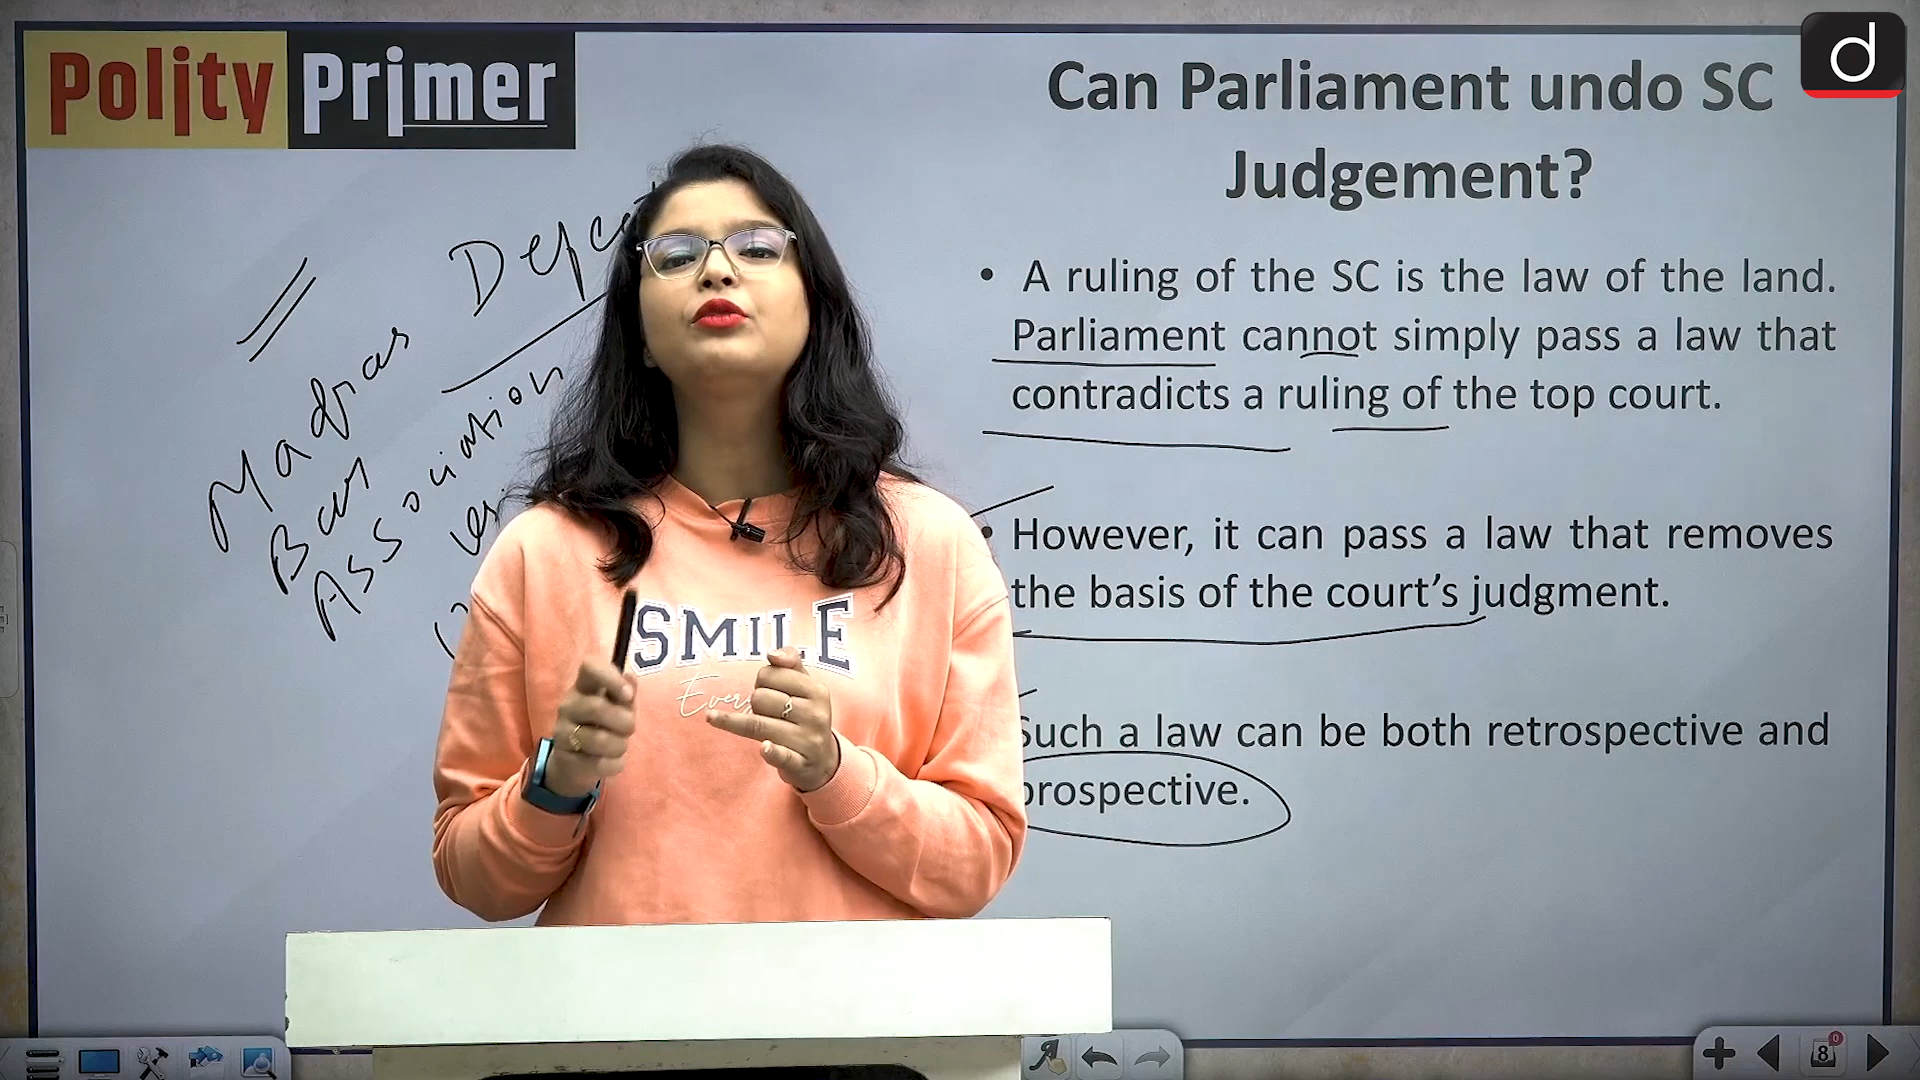 Polity Primer
d
Can Parliament undo SC
Judgement?
• A ruling of the SC is the law of the land.
Parliament cannot simply pass a law that
contradicts a ruling of the top court.
• However, it can pass a law that removes
the basis of the court's judgment.
Such a law can be both retrospective and
prospective.
Madras
Bar
Association
SMILE
8
0